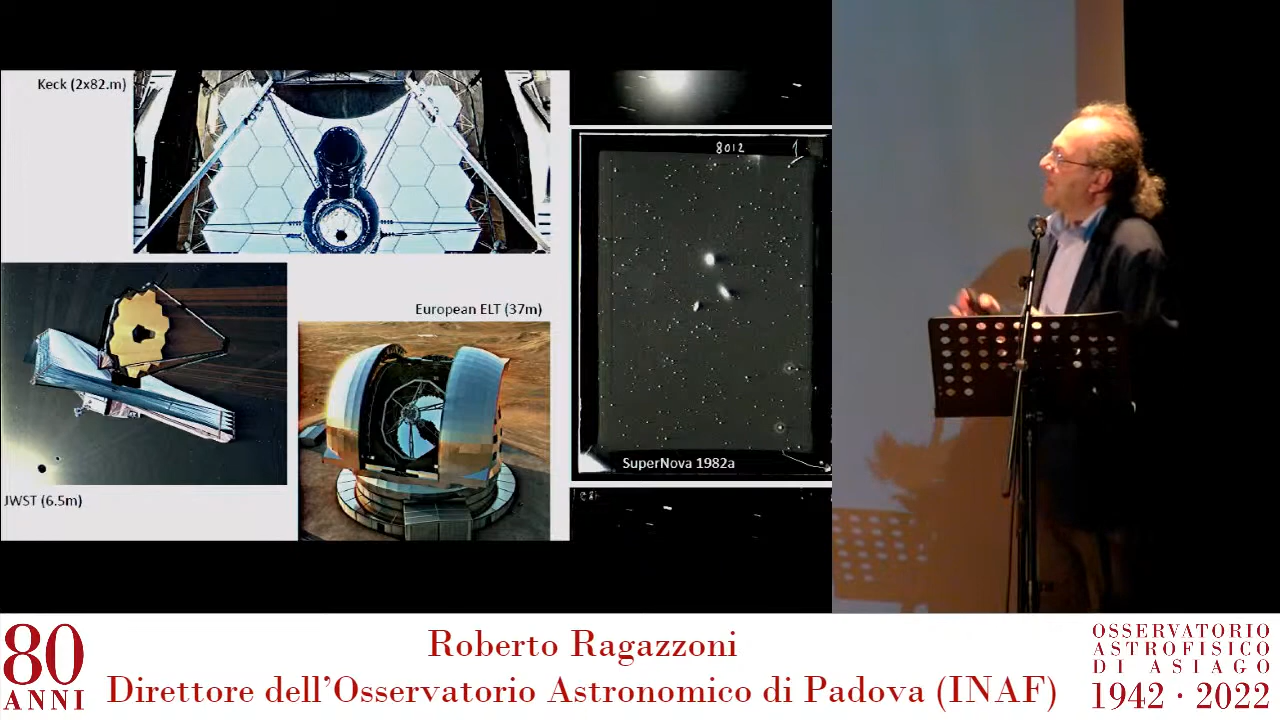 Keck (2x82.m)
8012
1
European ELT (37m)
SuperNova 1982a
JWST (6.5m)
80
ANNI
Roberto Ragazzoni
Direttore dell’Osservatorio Astronomico di Padova (INAF)
OSSERVATORIO
ASTROFISICO
DI ASIAGO
1942 · 2022